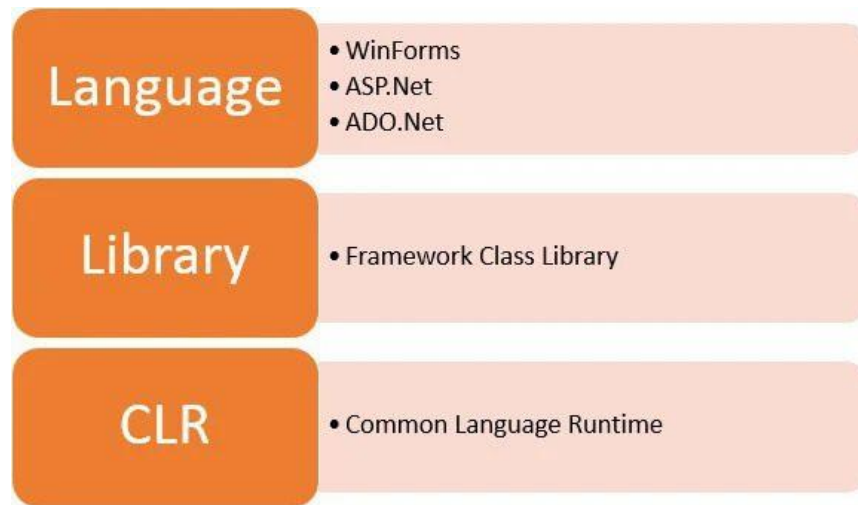 Language
• WinForms
• ASP.Net
• ADO.Net
Library
• Framework Class Library
CLR
• Common Language Runtime